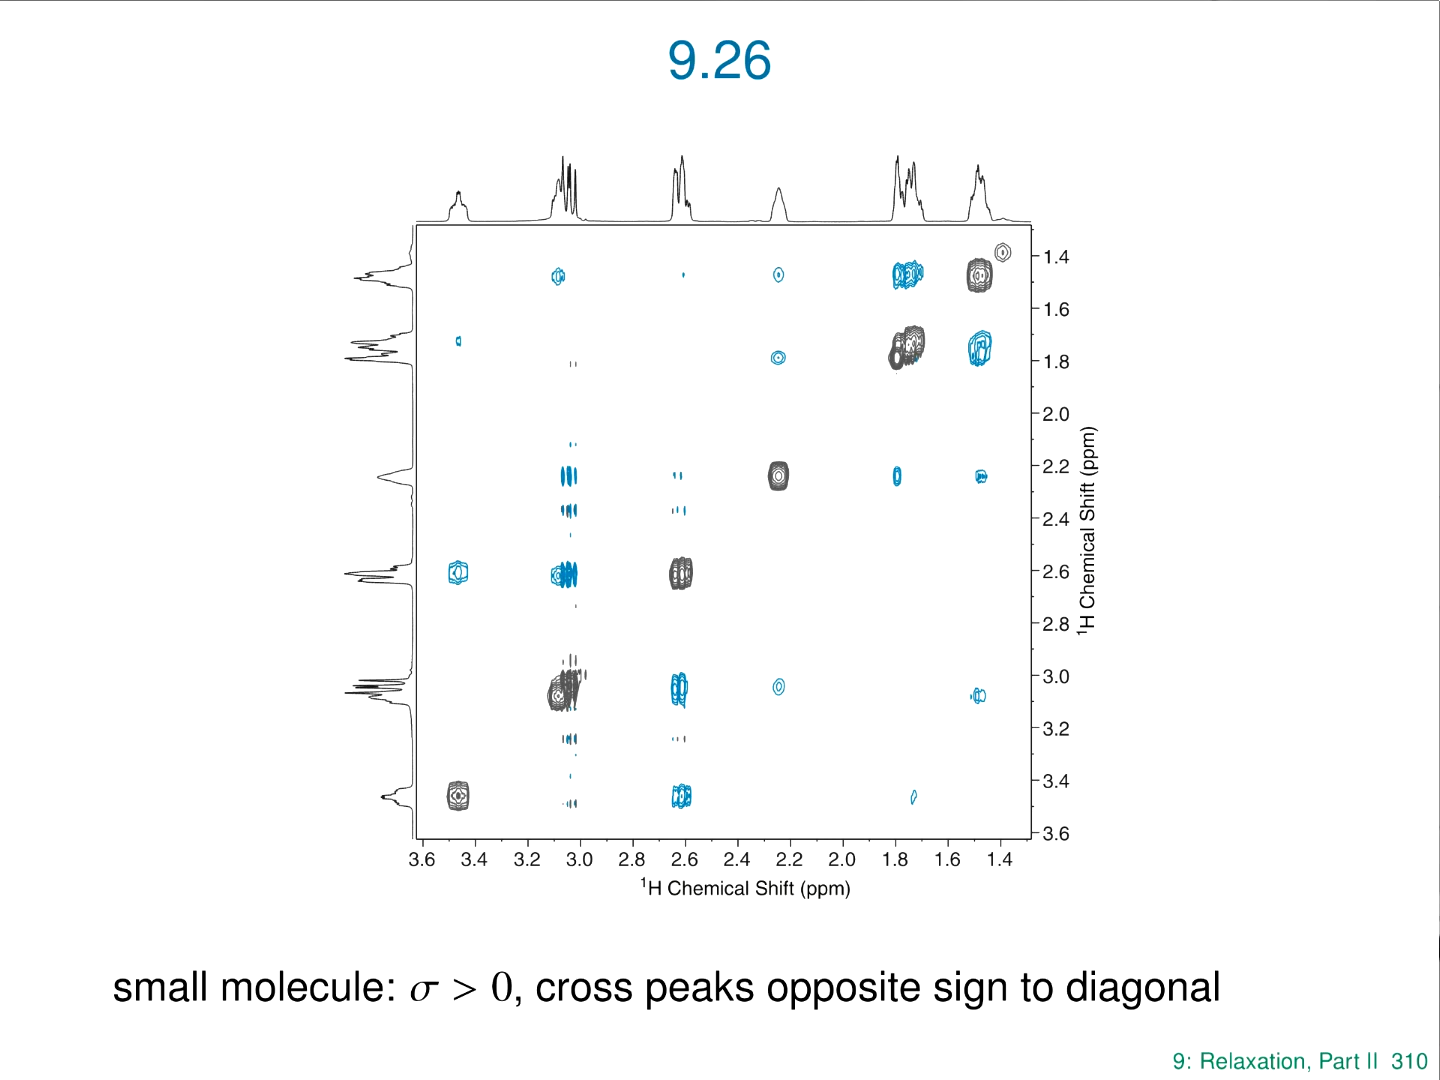 9.26
1.4
1.6
1.8
2.0
2.2
2.4
2.6
2.8
3.0
3.2
3.4
3.6
¹H Chemical Shift (ppm)
3.6 3.4 3.2 3.0 2.8 2.6 2.4 2.2 2.0 1.8 1.6 1.4
¹H Chemical Shift (ppm)
small molecule: σ > 0, cross peaks opposite sign to diagonal
9: Relaxation, Part II 310